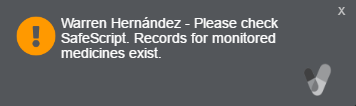 Warren Hernández - Please check
SafeScript. Records for monitored
medicines exist.
x